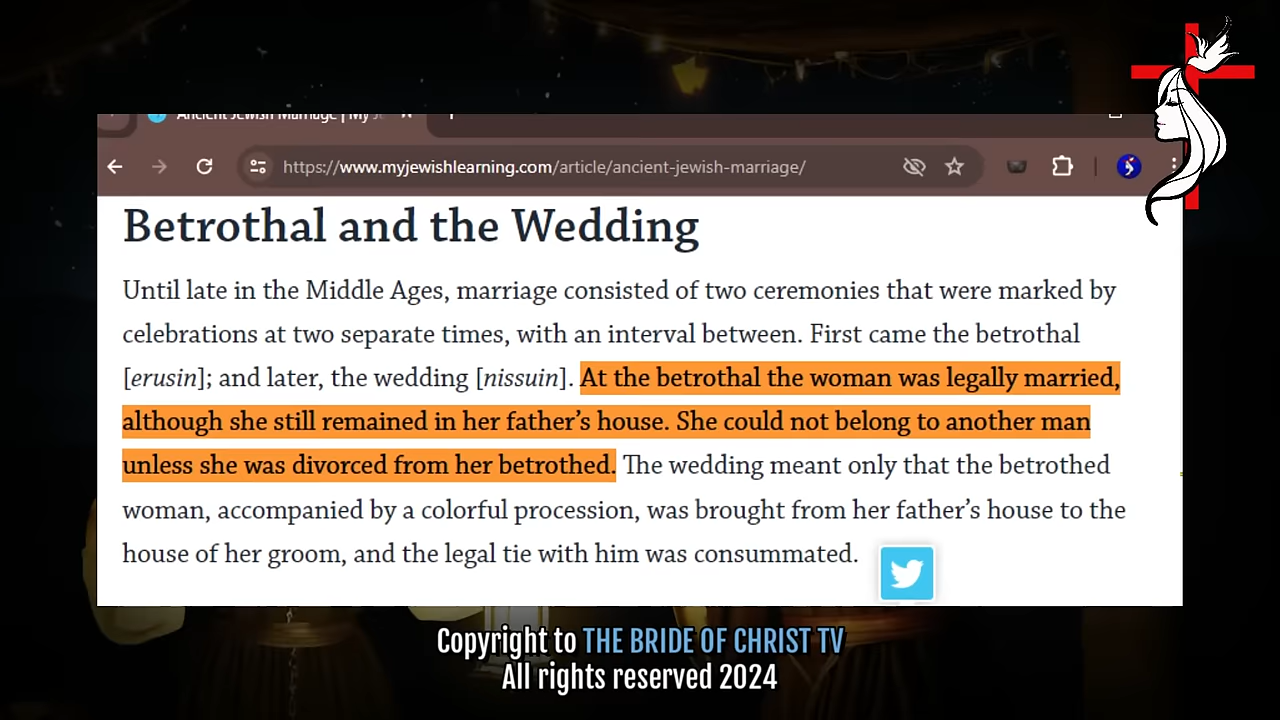 Ancient Jewish Marriage | My Je
https://www.myjewishlearning.com/article/ancient-jewish-marriage/
Betrothal and the Wedding
Until late in the Middle Ages, marriage consisted of two ceremonies that were marked by
celebrations at two separate times, with an interval between. First came the betrothal
[erusin]; and later, the wedding [nissuin]. At the betrothal the woman was legally married,
although she still remained in her father’s house. She could not belong to another man
unless she was divorced from her betrothed. The wedding meant only that the betrothed
woman, accompanied by a colorful procession, was brought from her father’s house to the
house of her groom, and the legal tie with him was consummated.
Copyright to THE BRIDE OF CHRIST TV
All rights reserved 2024